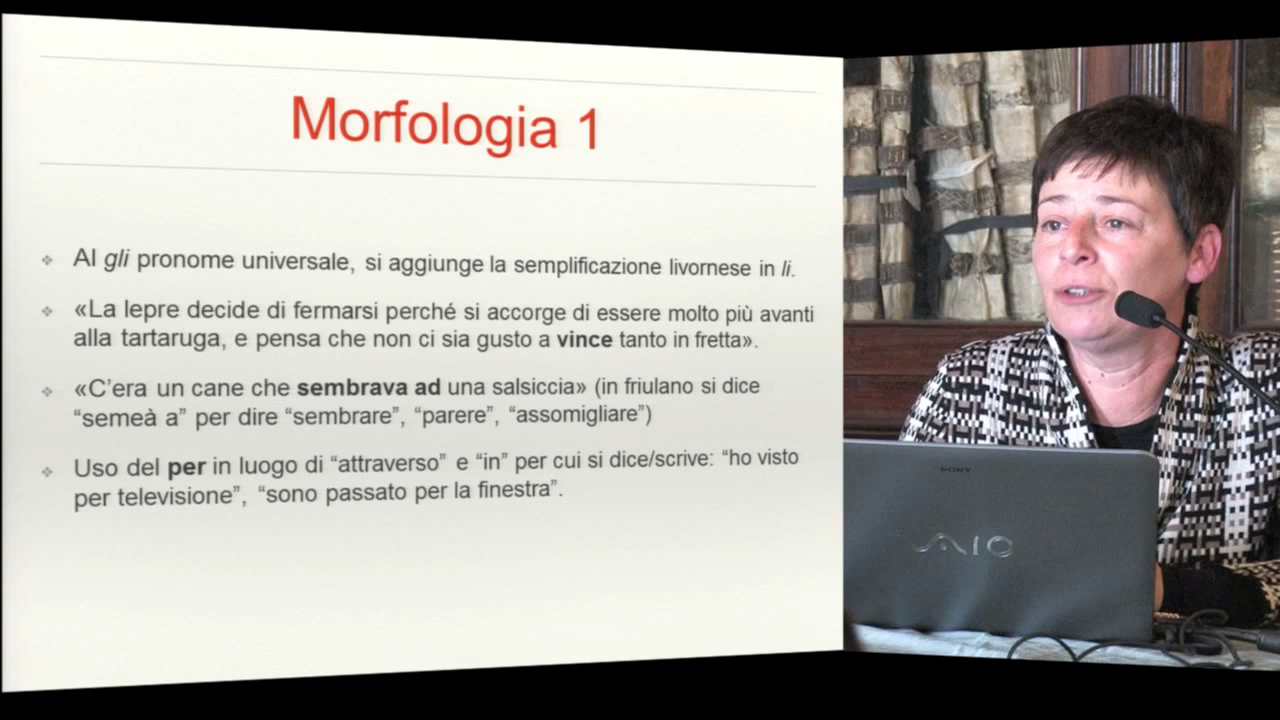 Morfologia 1
Al gli pronome universale, si aggiunge la semplificazione livornese in li.
«La lepre decide di fermarsi perché si accorge di essere molto più avanti
alla tartaruga, e pensa che non ci sia gusto a vince tanto in fretta».
«C'era un cane che sembrava ad una salsiccia» (in friulano si dice
"semeà a" per dire "sembrare", "parere", "assomigliare")
Uso del per in luogo di "attraverso" e "in" per cui si dice/scrive: "ho visto
per televisione", "sono passato per la finestra".
SONY
VAIO